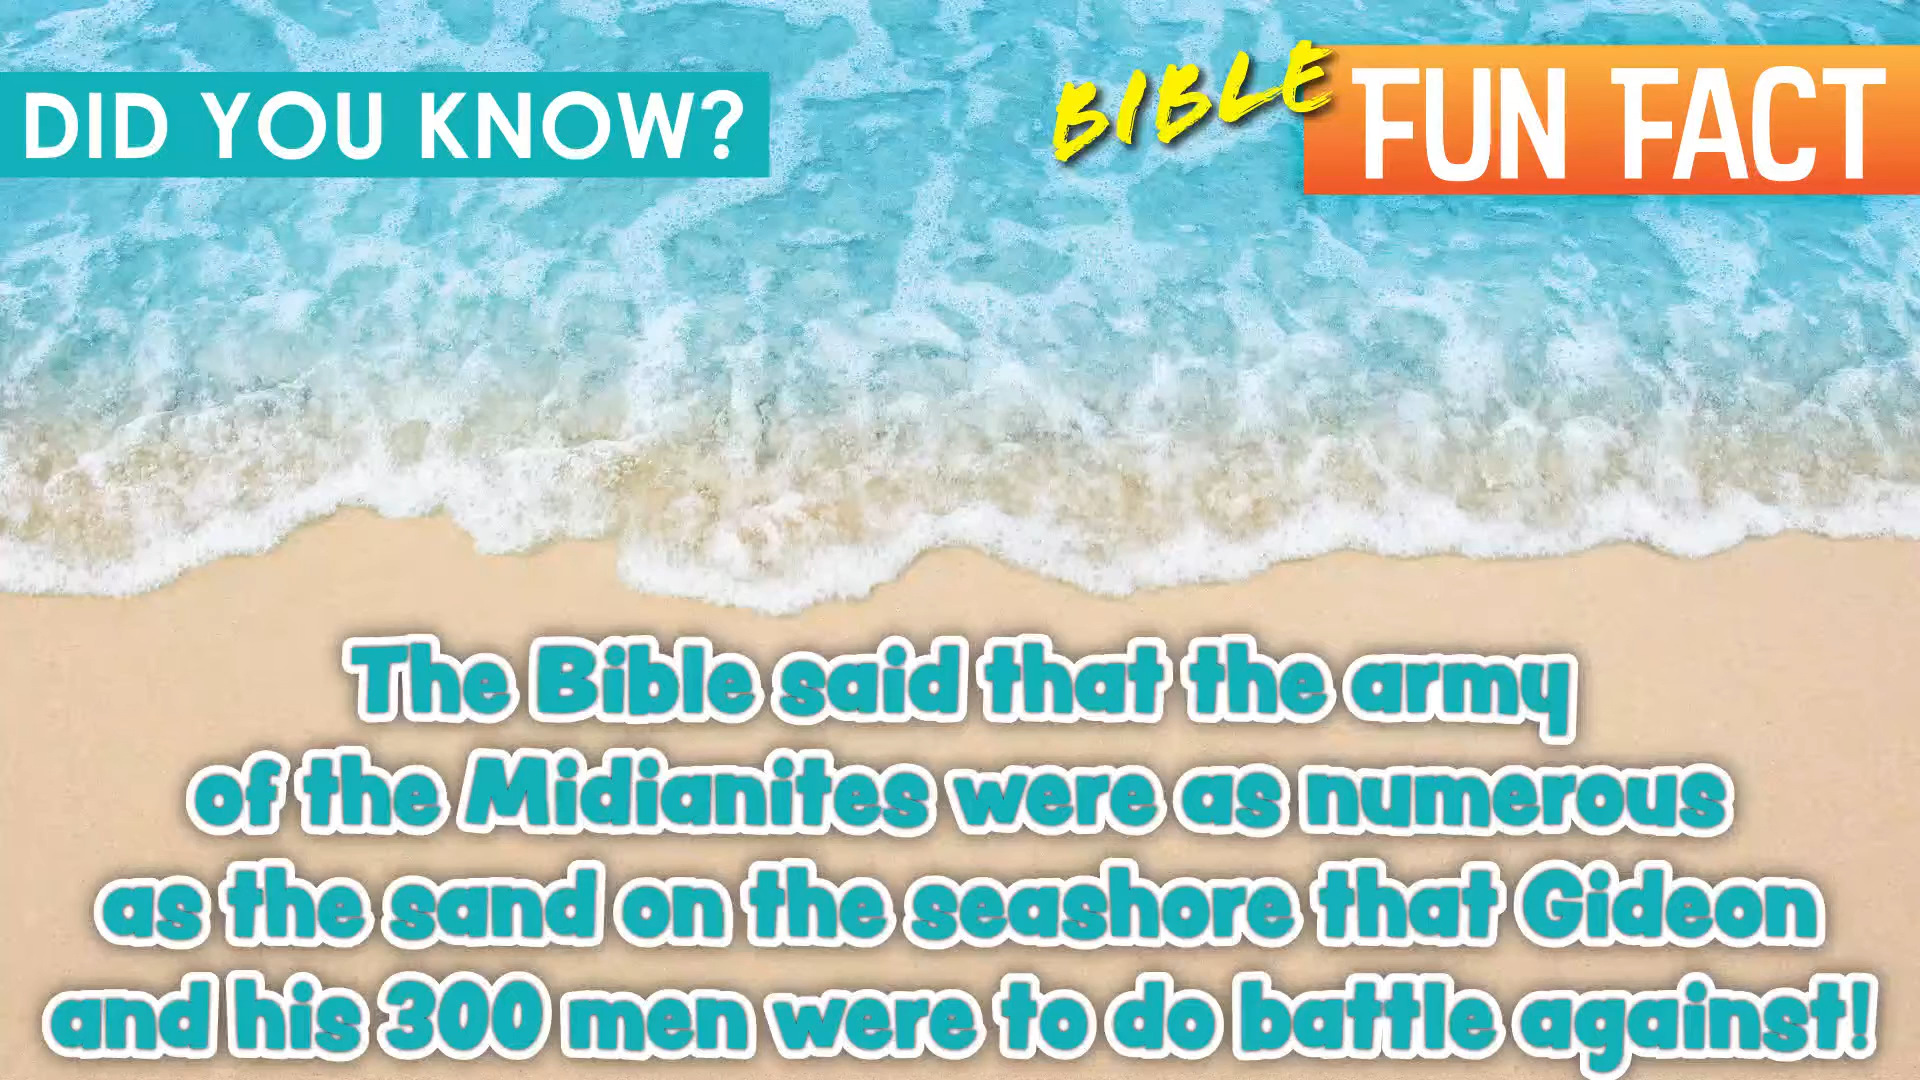 DID YOU KNOW?
BIBLE FUN FACT
The Bible said that the army
of the Midianites were as numerous
as the sand on the seashore that Gideon
and his 300 men were to do battle against!